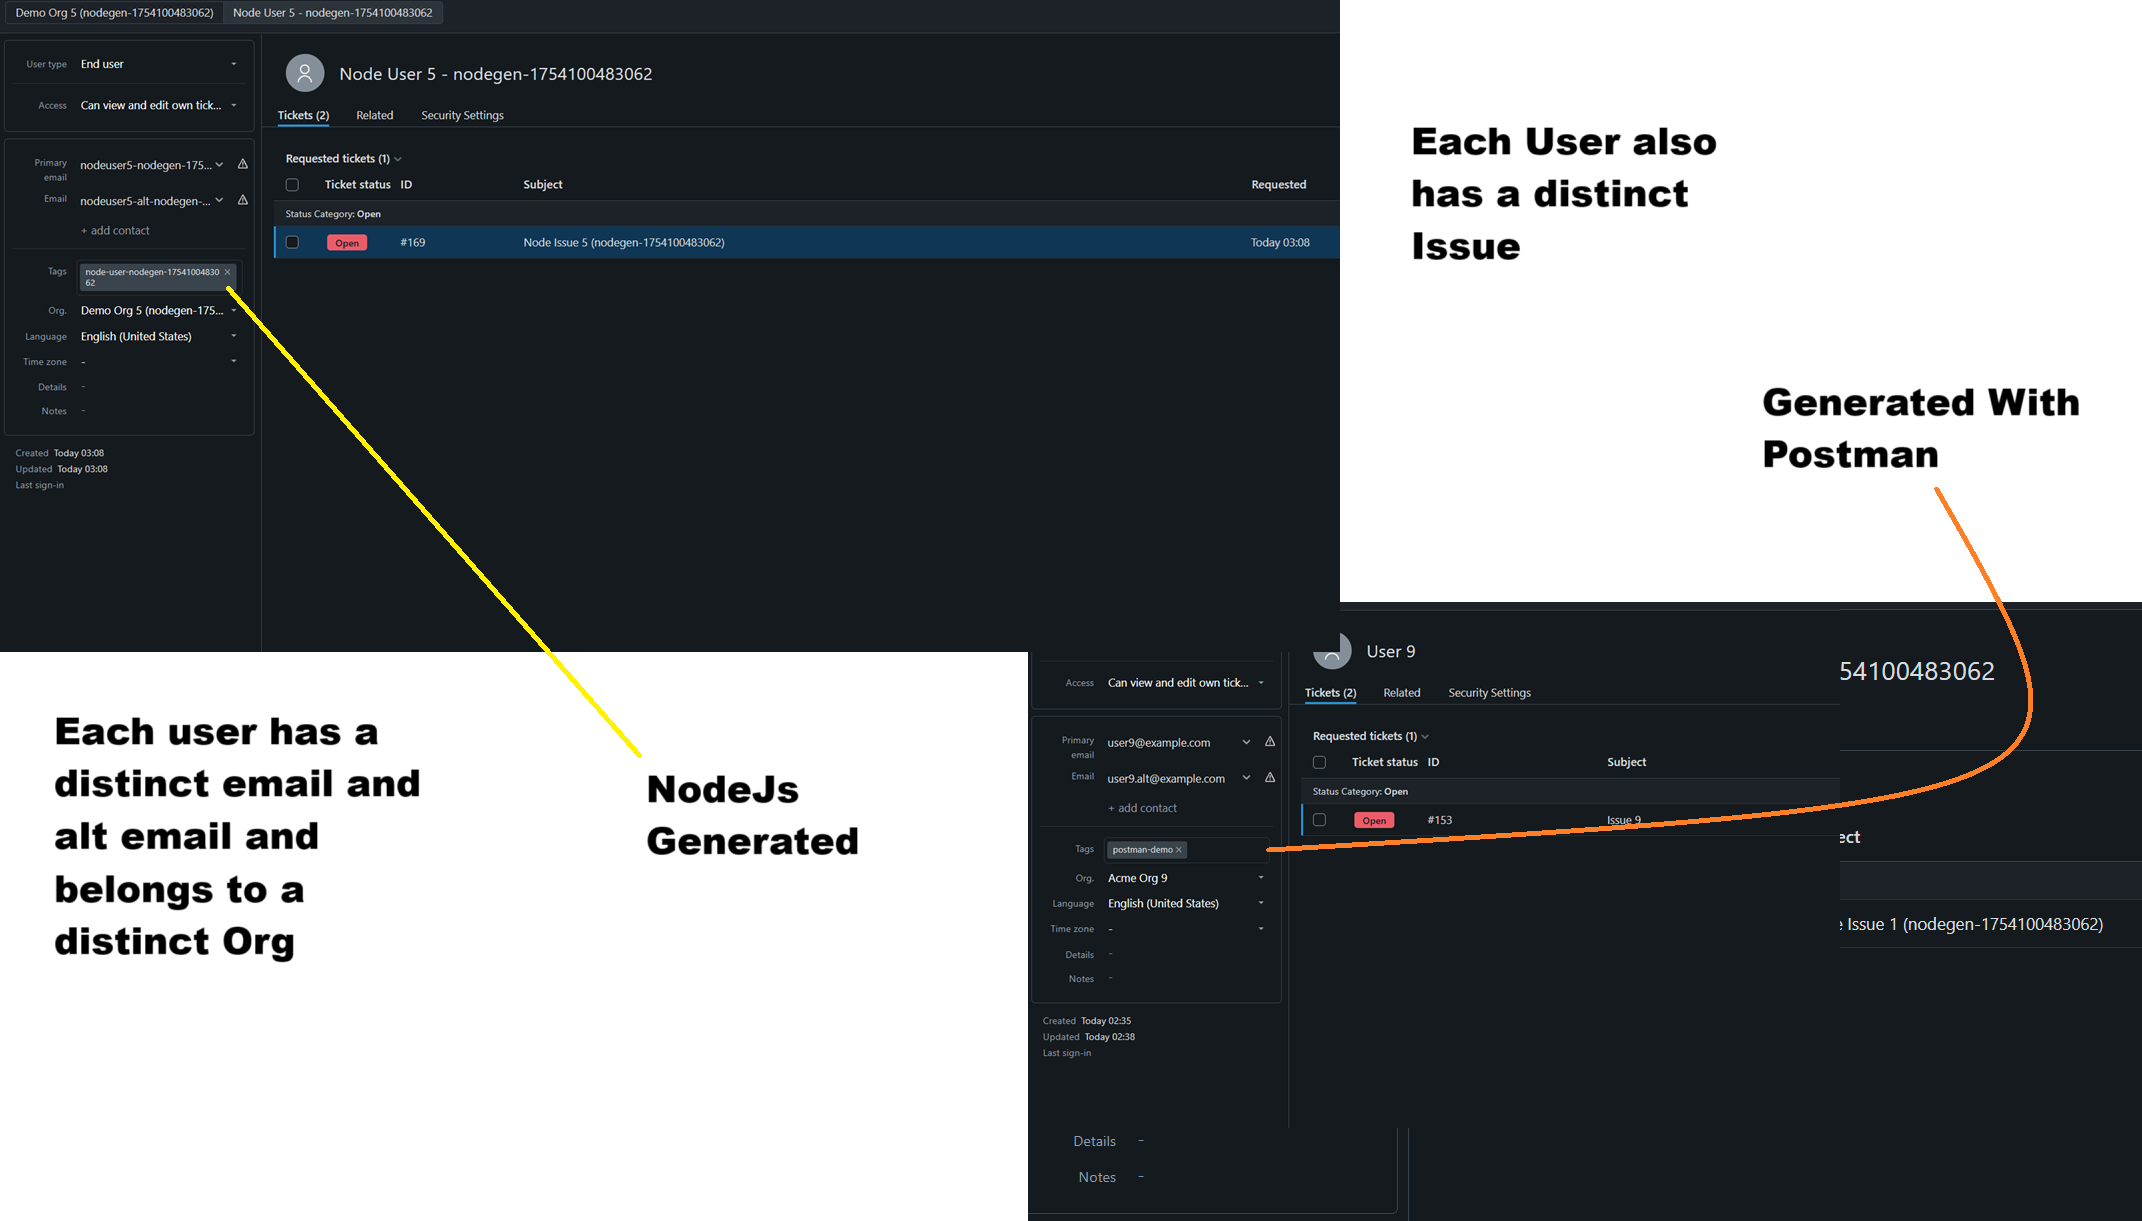 Demo Org 5 (nodegen-1754100483062)
Node User 5 - nodegen-1754100483062
User type End user
Access Can view and edit own tick...
Primary email nodeuser5-nodegen-175...
Email nodeuser5-alt-nodegen-...
+ add contact
Tags node-user-nodegen-17541004830
62 ×
Org. Demo Org 5 (nodegen-175...
Language English (United States)
Time zone -
Details -
Notes -
Created Today 03:08
Updated Today 03:08
Last sign-in
Node User 5 - nodegen-1754100483062
Tickets (2) Related Security Settings
Requested tickets (1)
Ticket status ID Subject Requested
Status Category: Open
Open #169 Node Issue 5 (nodegen-1754100483062) Today 03:08
Each User also
has a distinct
Issue
Generated With
Postman
Each user has a
distinct email and
alt email and
belongs to a
distinct Org
NodeJs
Generated
Access Can view and edit own tick...
Primary email user9@example.com
Email user9.alt@example.com
+ add contact
Tags postman-demo ×
Org. Acme Org 9
Language English (United States)
Time zone -
Details -
Notes -
Created Today 02:35
Updated Today 02:38
Last sign-in
Details -
Notes -
User 9
Tickets (2) Related Security Settings
Requested tickets (1)
Ticket status ID Subject
Status Category: Open
Open #153 Issue 9
54100483062
ect
e Issue 1 (nodegen-1754100483062)